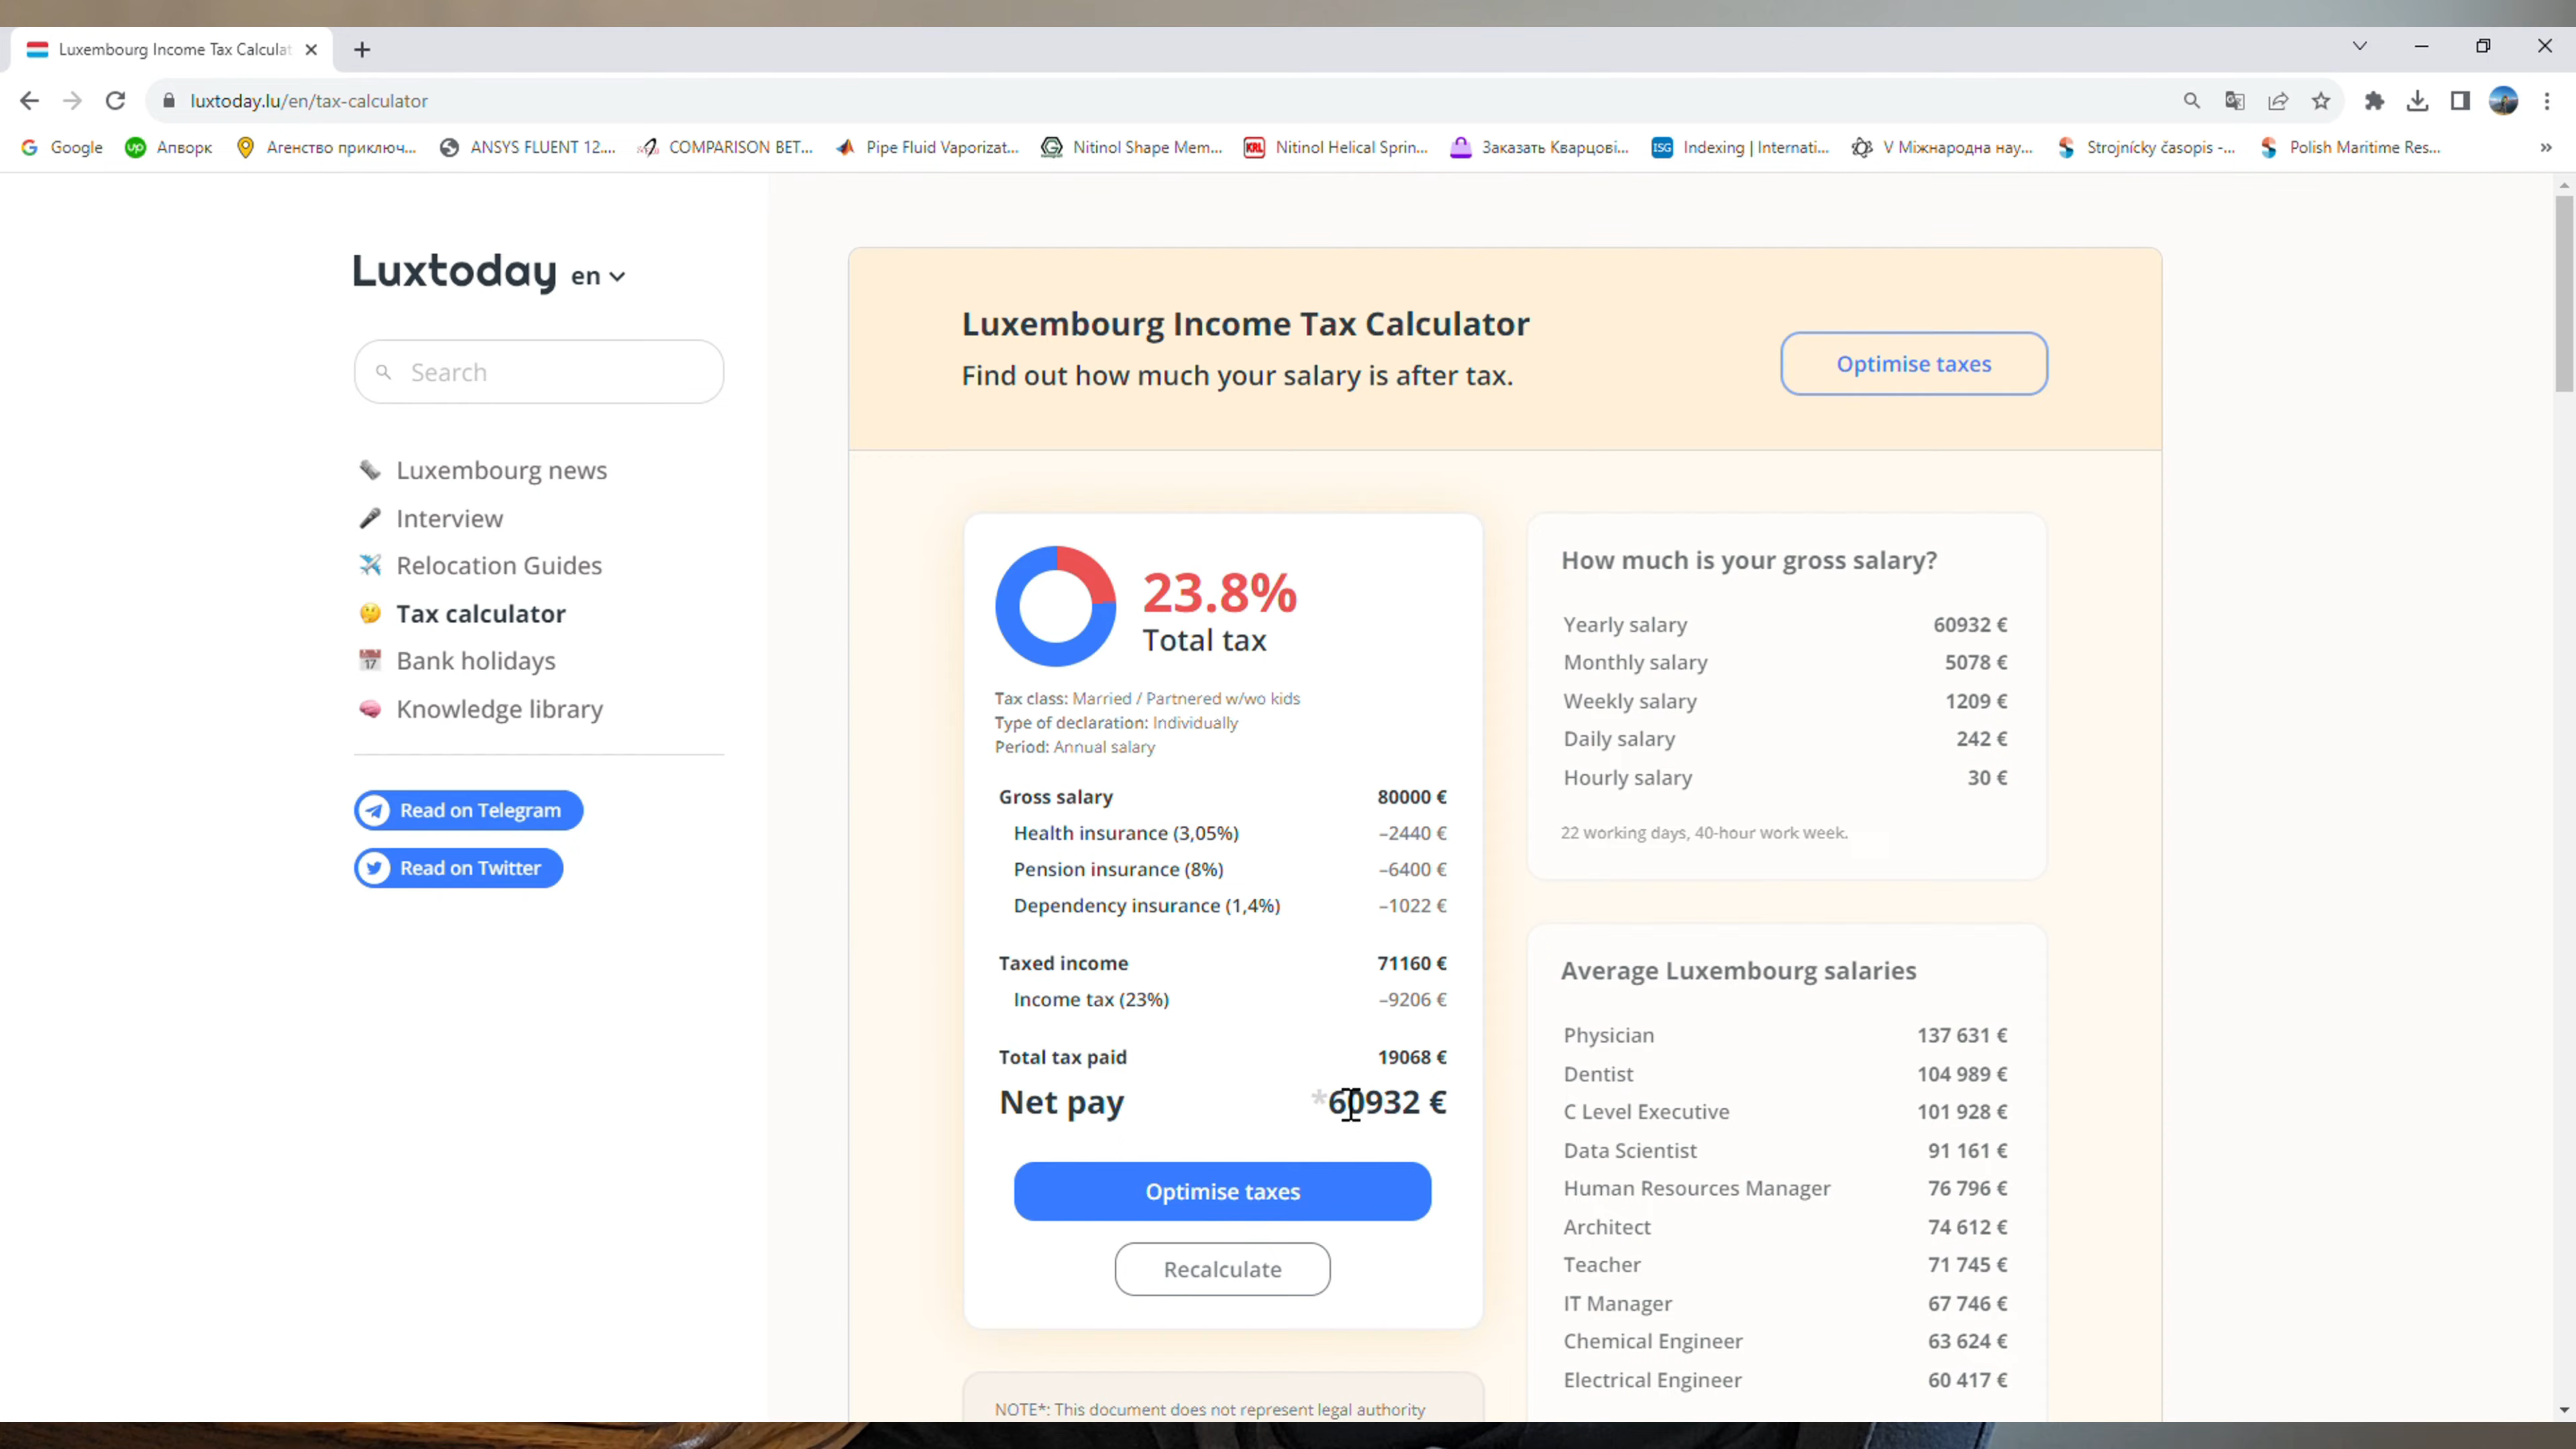 Luxembourg Income Tax Calculat
luxtoday.lu/en/tax-calculator
Google
Апворк
Агенство приключ...
ANSYS FLUENT 12....
COMPARISON BET...
Pipe Fluid Vaporizat...
Nitinol Shape Mem...
Nitinol Helical Sprin...
Заказать Кварцові...
Indexing | Internati...
V Міжнародна нау...
Strojnícky časopis -...
Polish Maritime Res...
Luxtoday en
Search
Luxembourg news
Interview
Relocation Guides
Tax calculator
Bank holidays
Knowledge library
Read on Telegram
Read on Twitter
Luxembourg Income Tax Calculator
Find out how much your salary is after tax.
Optimise taxes
23.8%
Total tax
Tax class: Married / Partnered w/wo kids
Type of declaration: Individually
Period: Annual salary
Gross salary 80000 €
Health insurance (3,05%) –2440 €
Pension insurance (8%) –6400 €
Dependency insurance (1,4%) –1022 €
Taxed income 71160 €
Income tax (23%) –9206 €
Total tax paid 19068 €
Net pay *60932 €
Optimise taxes
Recalculate
NOTE*: This document does not represent legal authority
How much is your gross salary?
Yearly salary 60932 €
Monthly salary 5078 €
Weekly salary 1209 €
Daily salary 242 €
Hourly salary 30 €
22 working days, 40-hour work week.
Average Luxembourg salaries
Physician 137 631 €
Dentist 104 989 €
C Level Executive 101 928 €
Data Scientist 91 161 €
Human Resources Manager 76 796 €
Architect 74 612 €
Teacher 71 745 €
IT Manager 67 746 €
Chemical Engineer 63 624 €
Electrical Engineer 60 417 €